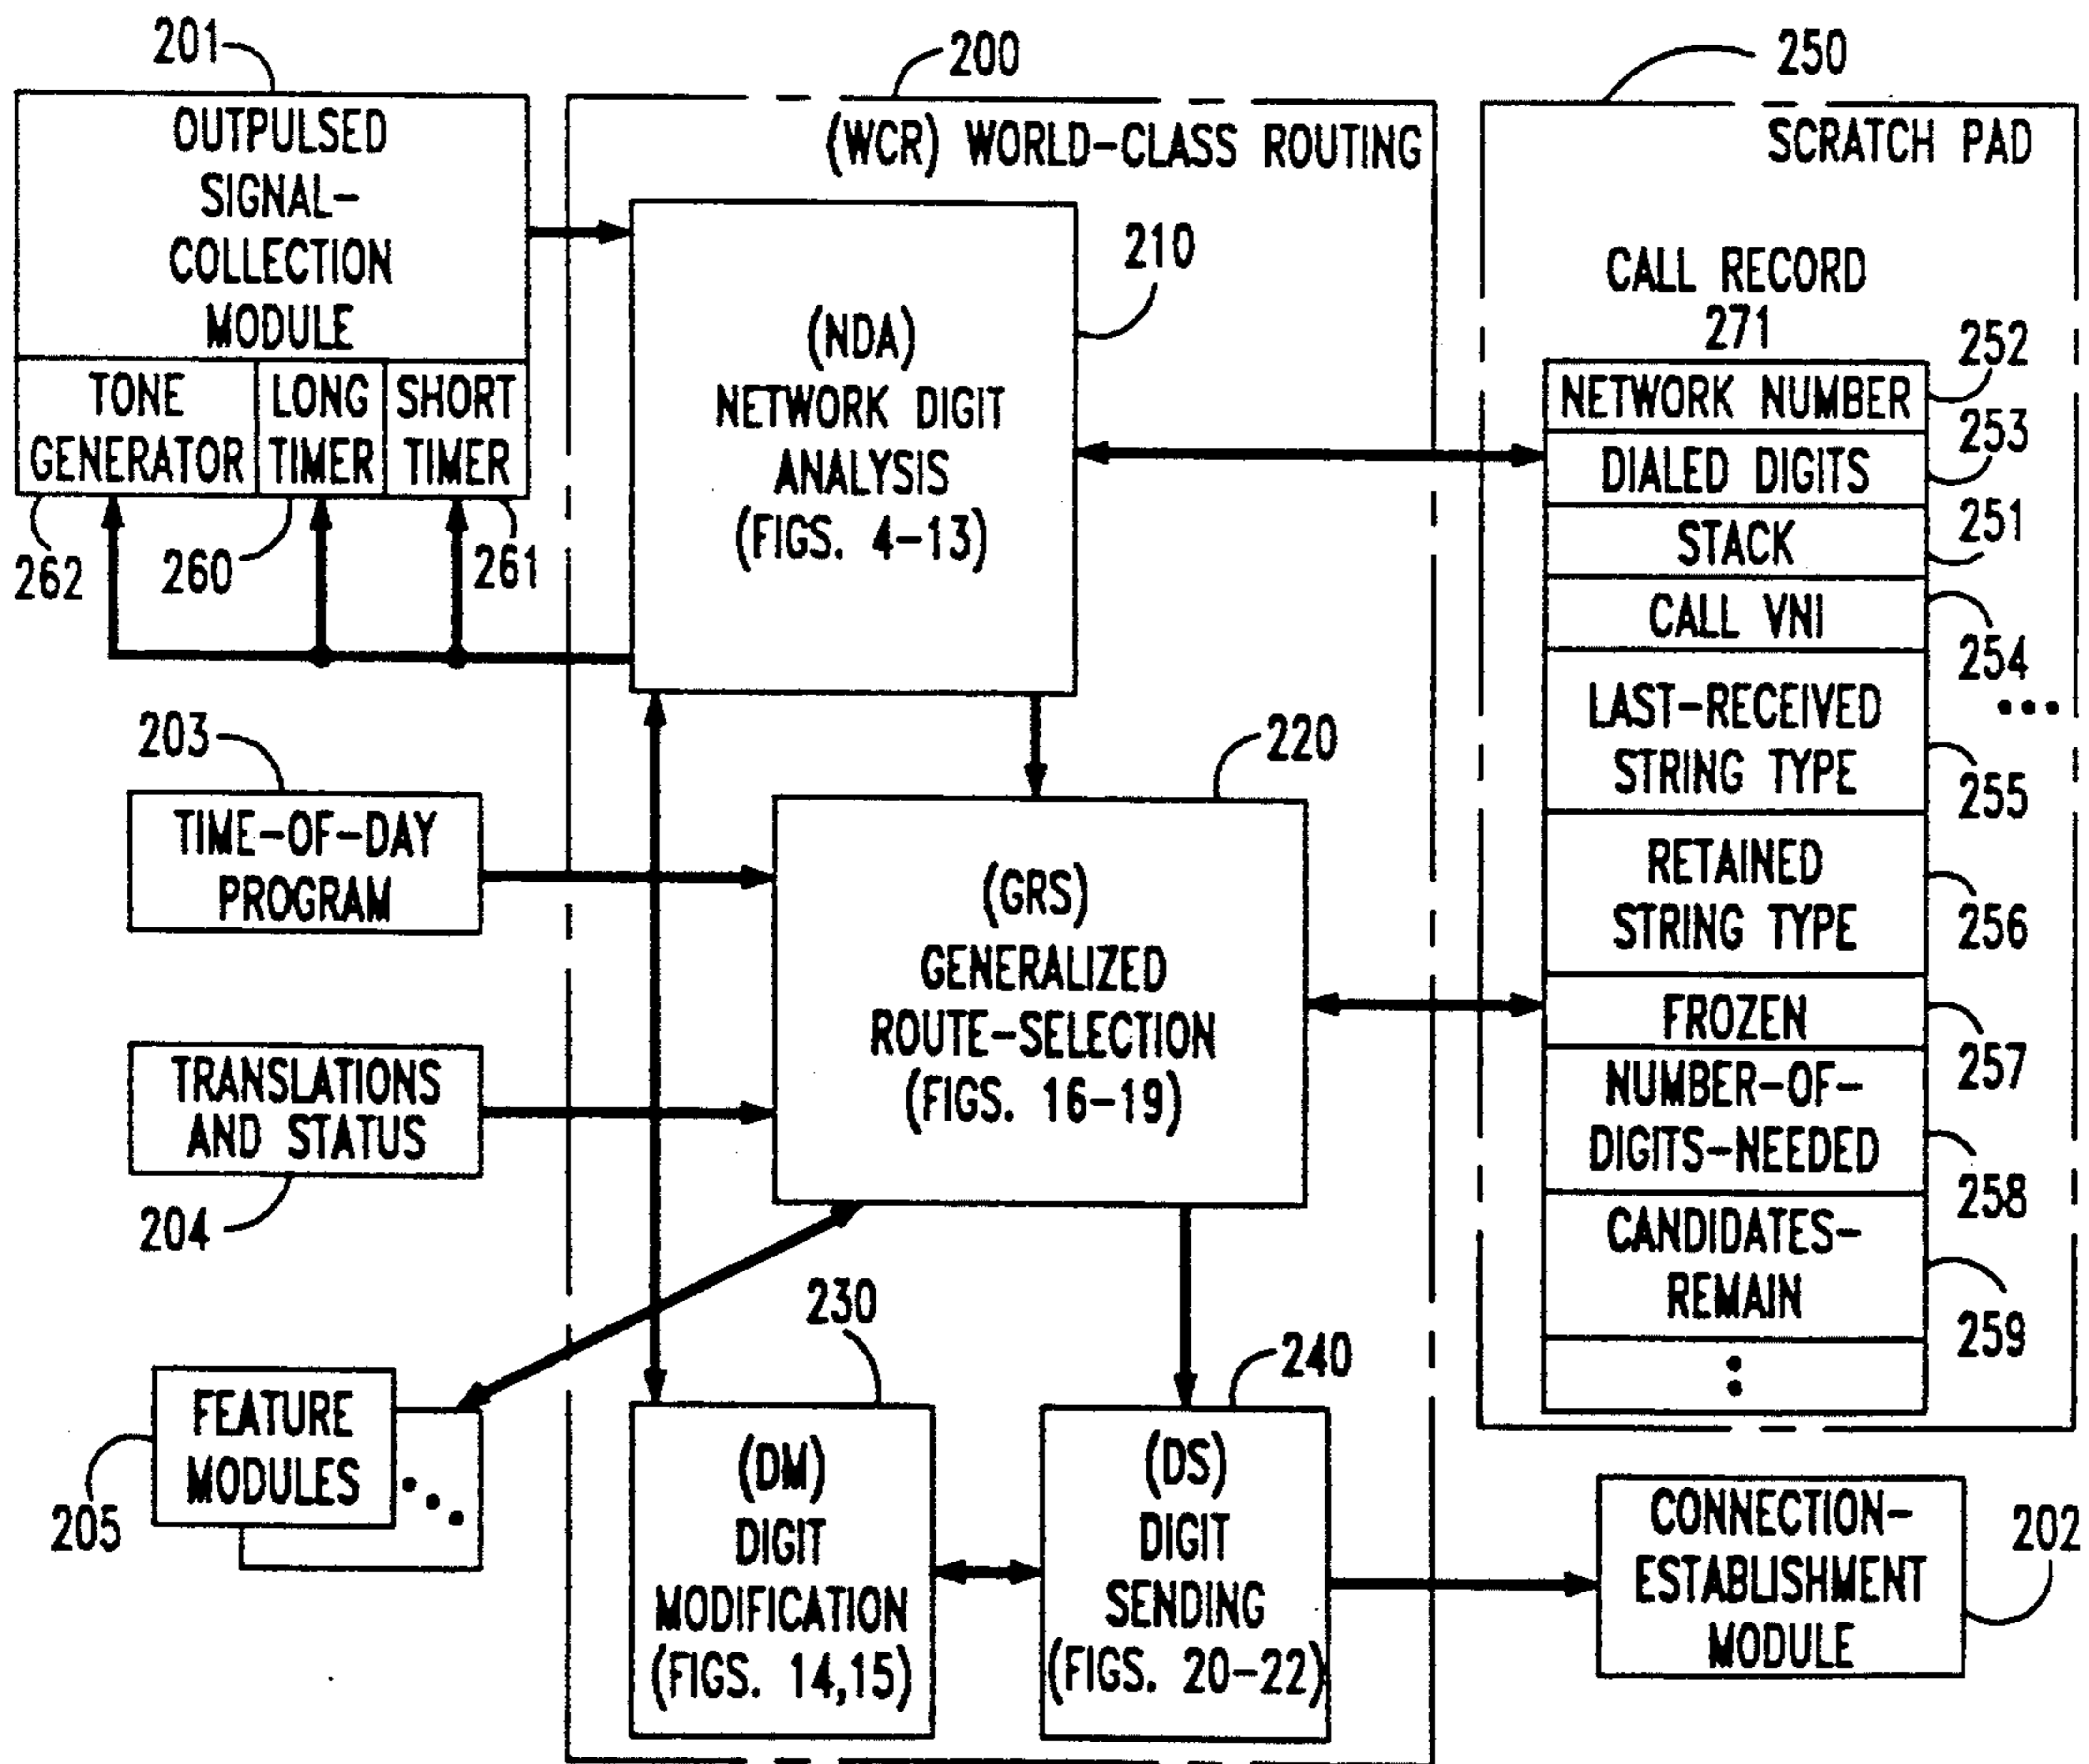 201
OUTPULSED
SIGNAL-
COLLECTION
MODULE
TONE
GENERATOR
LONG
TIMER
SHORT
TIMER
262
260
261
200
(WCR) WORLD-CLASS ROUTING
210
(NDA)
NETWORK DIGIT
ANALYSIS
(FIGS. 4-13)
250
SCRATCH PAD
CALL RECORD
271
NETWORK NUMBER
252
DIALED DIGITS
253
STACK
251
CALL VNI
254
LAST-RECEIVED
STRING TYPE
255
RETAINED
STRING TYPE
256
FROZEN
257
NUMBER-OF-
DIGITS-NEEDED
258
CANDIDATES-
REMAIN
259
203
TIME-OF-DAY
PROGRAM
220
(GRS)
GENERALIZED
ROUTE-SELECTION
(FIGS. 16-19)
TRANSLATIONS
AND STATUS
204
FEATURE
MODULES
205
230
(DM)
DIGIT
MODIFICATION
(FIGS. 14,15)
240
(DS)
DIGIT
SENDING
(FIGS. 20-22)
CONNECTION-
ESTABLISHMENT
MODULE
202